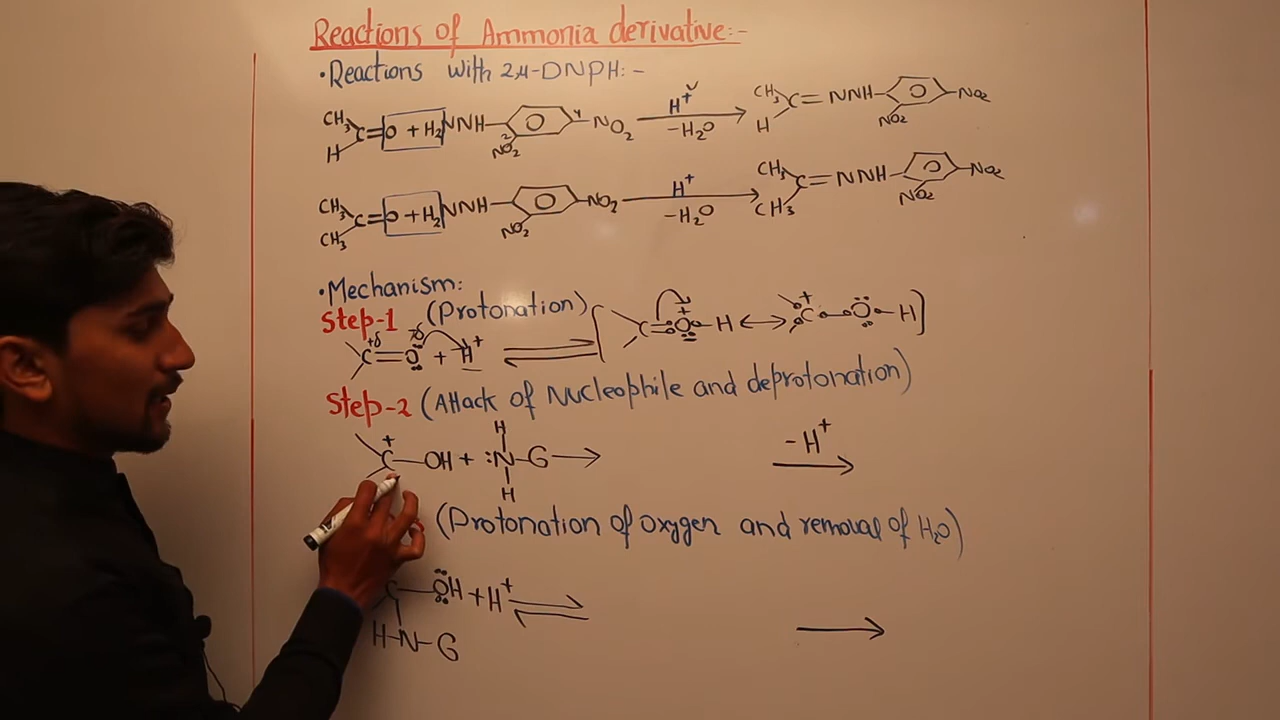 Reactions of Ammonia derivative:-
•Reactions with 2,4-DNPH:-
CH₃ H C=O + H₂NNH 2 NO₂ 4 NO₂ H⁺ ✓ -H₂O CH₃ H C=NNH NO₂ NO₂
CH₃ CH₃ C=O + H₂NNH NO₂ NO₂ H⁺ -H₂O CH₃ CH₃ C=NNH NO₂ NO₂
•Mechanism:
Step-1 (Protonation)
+δ C=O -δ + H⁺ ⇌ [C=O⁺-H ↔ C⁺-O-H]
Step-2 (Attack of Nucleophile and deprotonation)
C⁺-OH + :N-G H H → -H⁺ →
(Protonation of oxygen and removal of H₂O)
C-OH + H⁺ ⇌ →
H-N-G